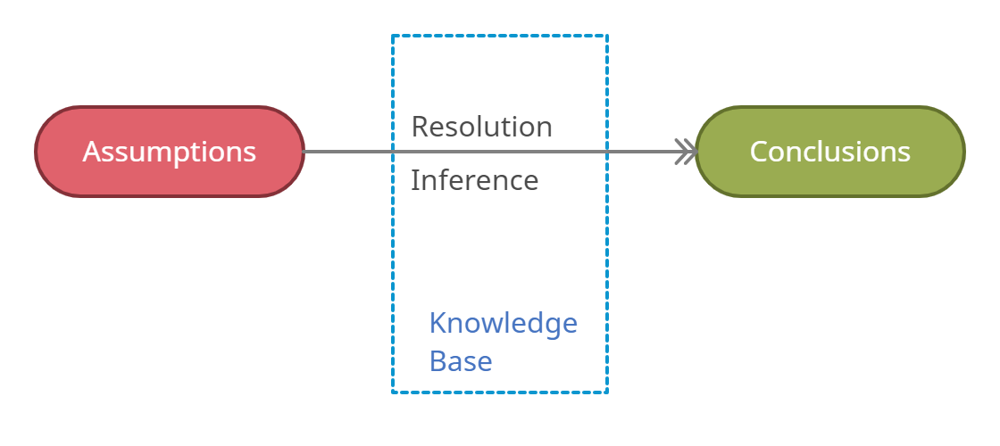 Resolution
Assumptions
Conclusions
Inference
Knowledge
Base